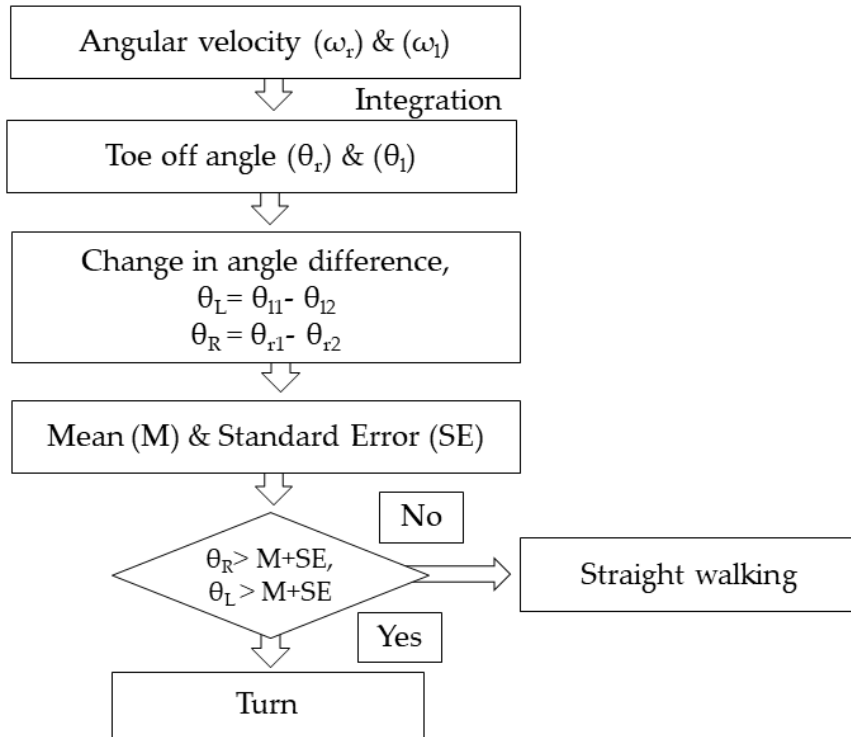 Angular velocity (ωᵣ) & (ωₗ)
Integration
Toe off angle (θᵣ) & (θₗ)
Change in angle difference,
θL= θl1- θl2
θR = θr1- θr2
Mean (M) & Standard Error (SE)
No
θR> M+SE,
θL > M+SE
Straight walking
Yes
Turn